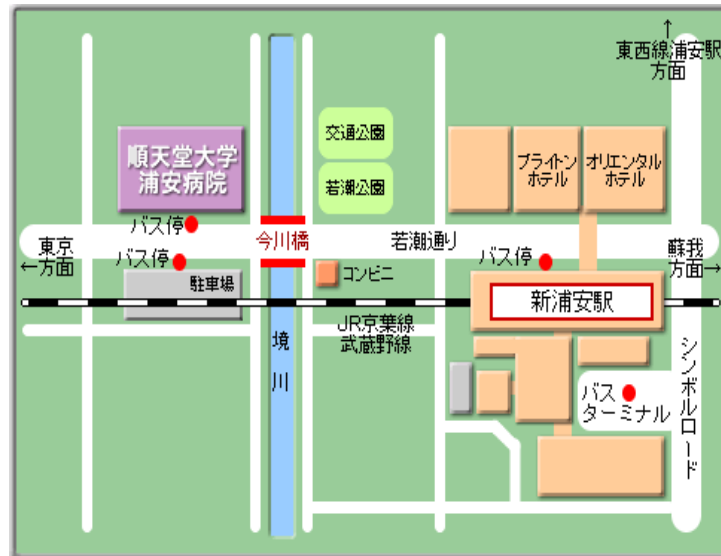 ↑
東西線浦安駅
方面
交通公園
順天堂大学
浦安病院
ブライトン
ホテル
オリエンタル
ホテル
若潮公園
バス停
今川橋
若潮通り
東京
←方面
バス停
バス停
蘇我
方面→
駐車場
コンビニ
新浦安駅
JR京葉線
武蔵野線
境川
シンボルロード
バス
ターミナル